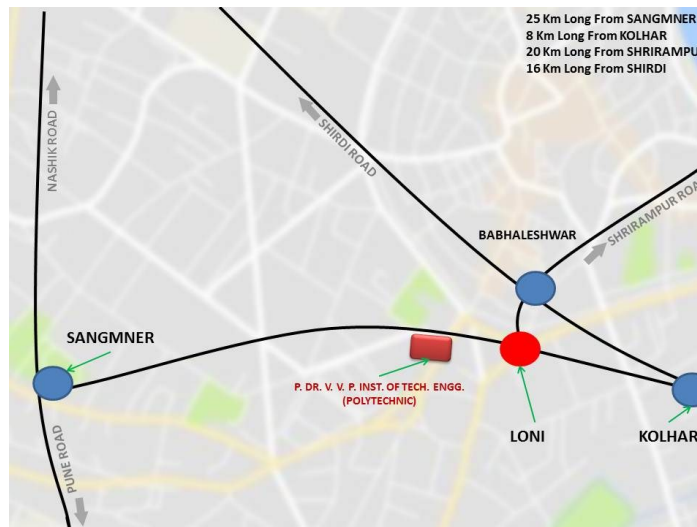 25 Km Long From SANGMNER
8 Km Long From KOLHAR
20 Km Long From SHRIRAMPU
16 Km Long From SHIRDI
NASHIK ROAD
SHIRDI ROAD
BABHALESHWAR
SHRIRAMPUR ROA
SANGMNER
P. DR. V. V. P. INST. OF TECH. ENGG.
(POLYTECHNIC)
LONI
KOLHAR
PUNE ROAD